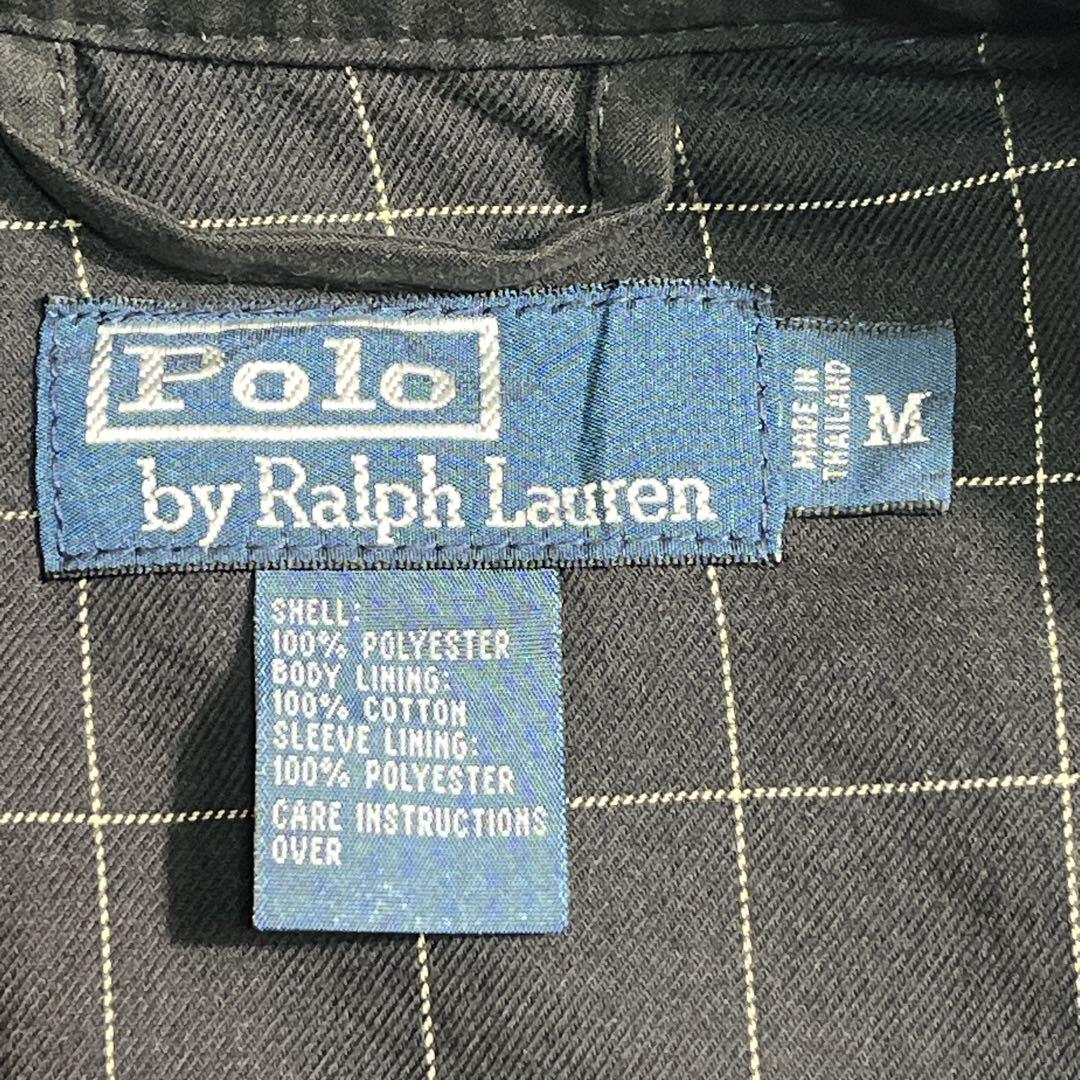 Polo
by Ralph Lauren
MADE IN
THAILAND
M
SHELL:
100% POLYESTER
BODY LINING:
100% COTTON
SLEEVE LINING:
100% POLYESTER
CARE INSTRUCTIONS
OVER